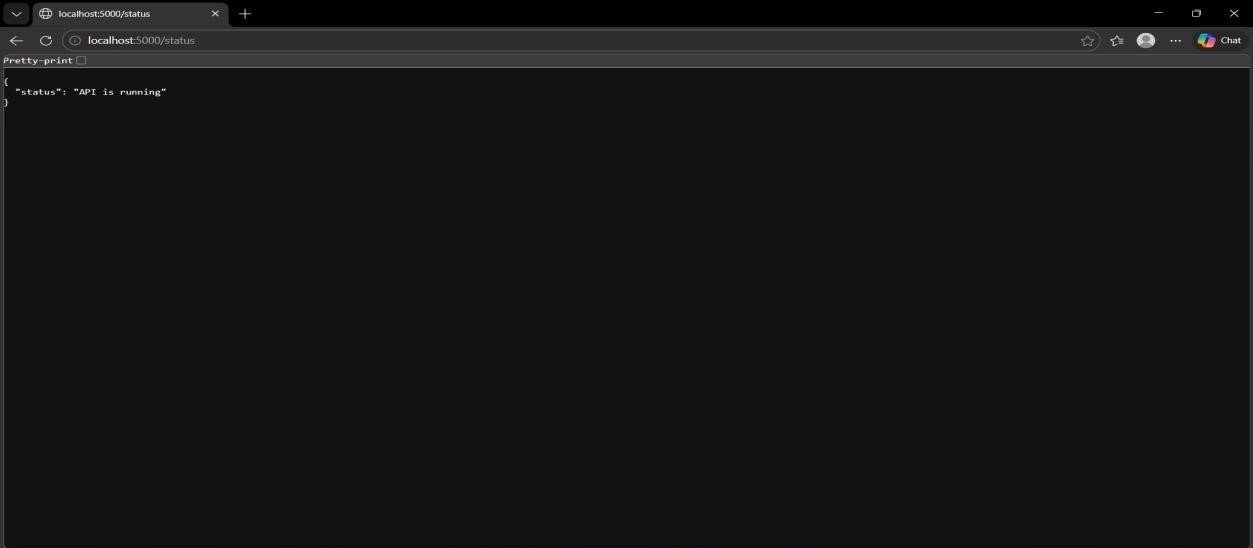 localhost:5000/status
localhost:5000/status
Chat
Pretty-print
{
  "status": "API is running"
}